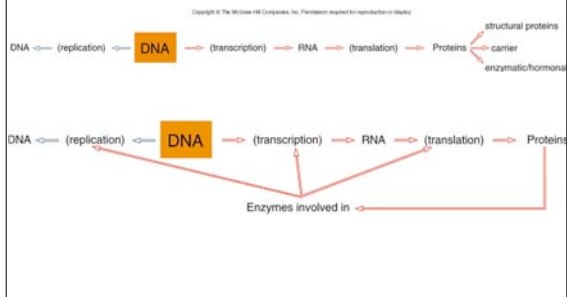 Copyright © The McGraw-Hill Companies, Inc. Permission required for reproduction or display.
structural proteins
DNA (replication) DNA (transcription) RNA (translation) Proteins carrier
enzymatic/hormonal
DNA (replication) DNA (transcription) RNA (translation) Proteins
Enzymes involved in